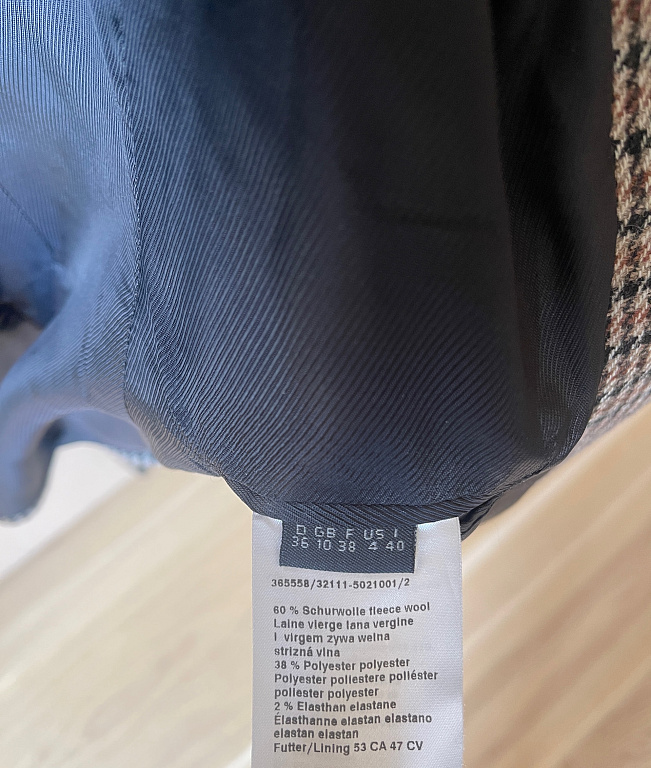 D GB F US I
36 10 38 4 40
365558/32111-5021001/2
60 % Schurwolle fleece wool
Laine vierge lana vergine
l virgem zywa welna
strizná vlna
38 % Polyester polyester
Polyester poliestere poliéster
poliester polyester
2 % Elasthan elastane
Élasthanne elastan elastano
elastan elastan
Futter/Lining 53 CA 47 CV